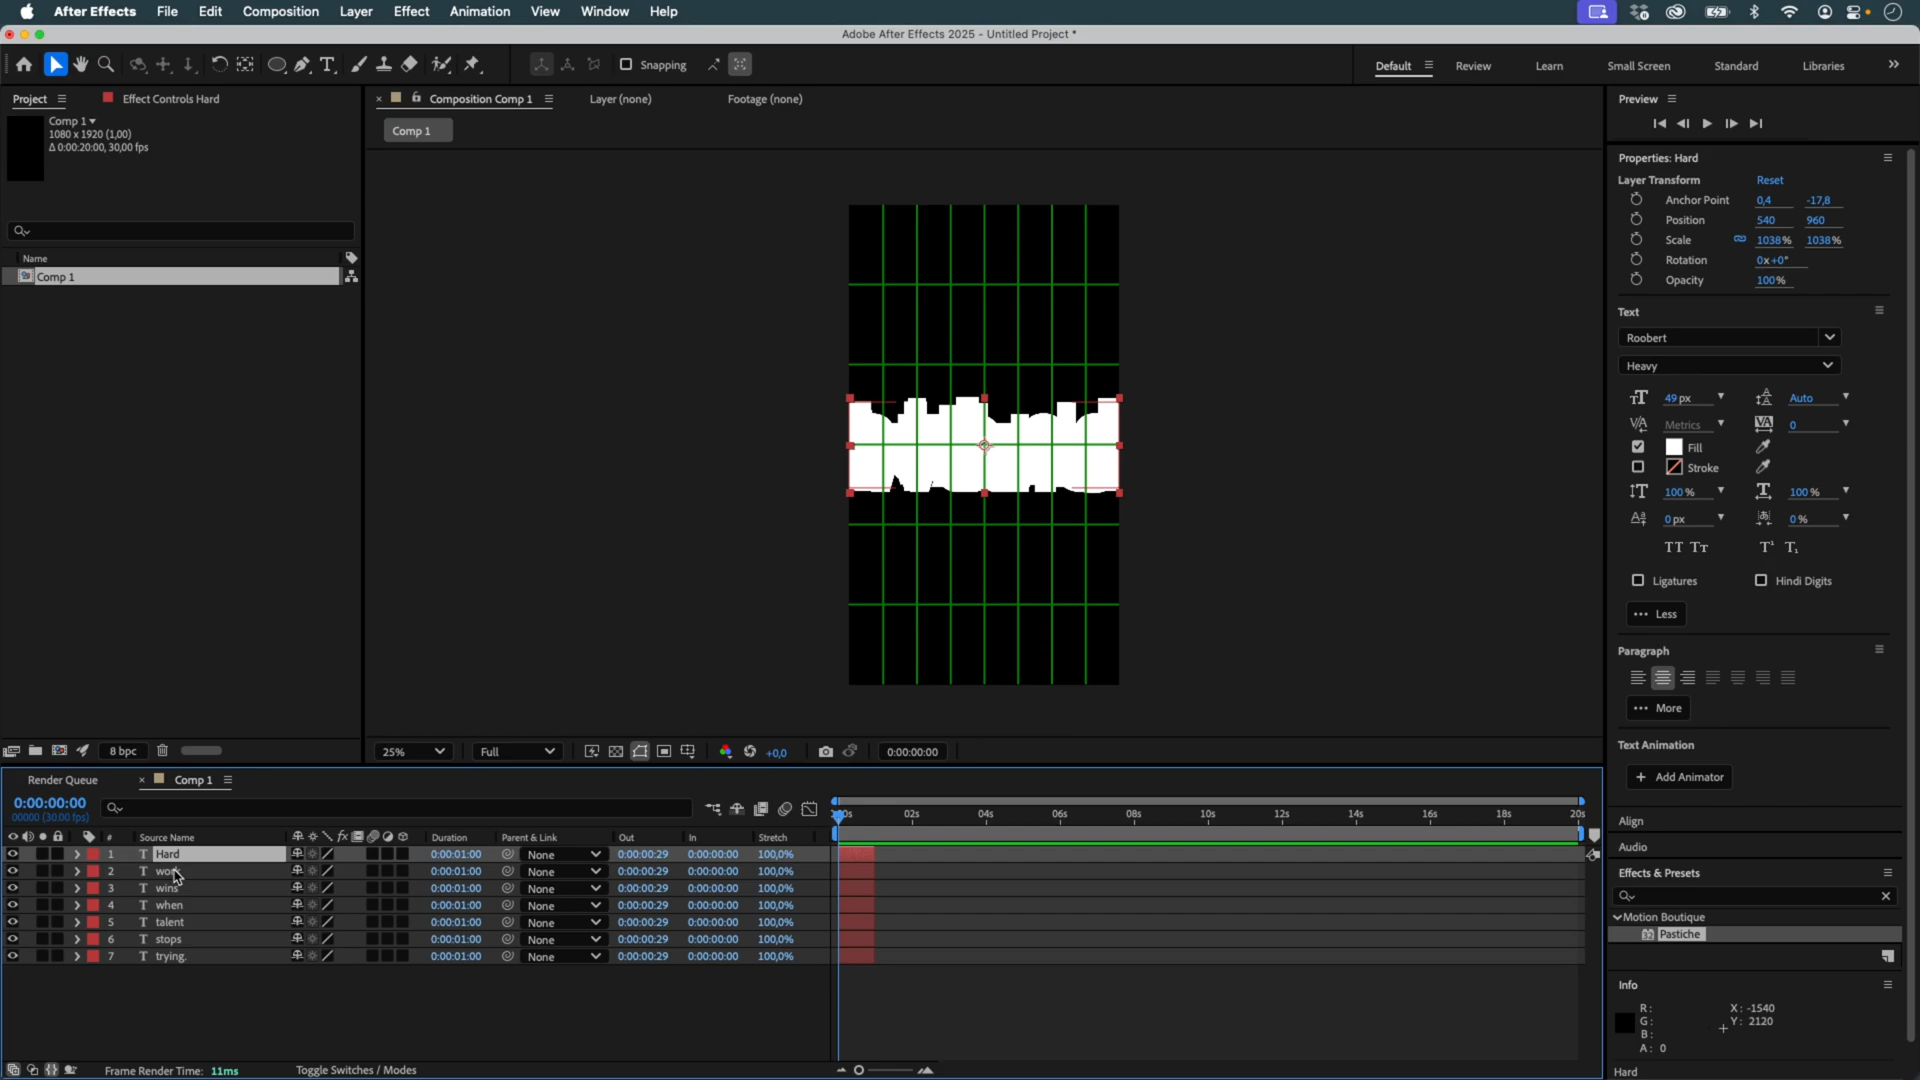 After Effects File Edit Composition Layer Effect Animation View Window Help
Adobe After Effects 2025 - Untitled Project *
Snapping Default Review Learn Small Screen Standard Libraries
Project Effect Controls Hard
Composition Comp 1 Layer (none) Footage (none)
Comp 1
1080 x 1920 (1,00)
Δ 0:00:20:00, 30,00 fps
Comp 1
Name
Comp 1
8 bpc
25% Full +0,0 0:00:00:00
Preview
Properties: Hard
Layer Transform Reset
Anchor Point 0,4 -17,8
Position 540 960
Scale 1038% 1038%
Rotation 0x+0°
Opacity 100%
Text
Roobert
Heavy
49 px Auto
Metrics 0
Fill
Stroke
100 % 100 %
0 px 0 %
Ligatures Hindi Digits
Less
Paragraph
More
Text Animation
Add Animator
Align
Audio
Effects & Presets
Motion Boutique
32 Pastiche
Info
R: X: -1540
G: Y: 2120
B:
A: 0
Hard
Render Queue Comp 1
0:00:00:00
00000 (30.00 fps)
02s 04s 06s 08s 10s 12s 14s 16s 18s 20s
# Source Name Duration Parent & Link Out In Stretch
1 Hard 0:00:01:00 None 0:00:00:29 0:00:00:00 100,0%
2 0:00:01:00 None 0:00:00:29 0:00:00:00 100,0%
3 wins 0:00:01:00 None 0:00:00:29 0:00:00:00 100,0%
4 when 0:00:01:00 None 0:00:00:29 0:00:00:00 100,0%
5 talent 0:00:01:00 None 0:00:00:29 0:00:00:00 100,0%
6 stops 0:00:01:00 None 0:00:00:29 0:00:00:00 100,0%
7 trying. 0:00:01:00 None 0:00:00:29 0:00:00:00 100,0%
Frame Render Time: 11ms Toggle Switches / Modes